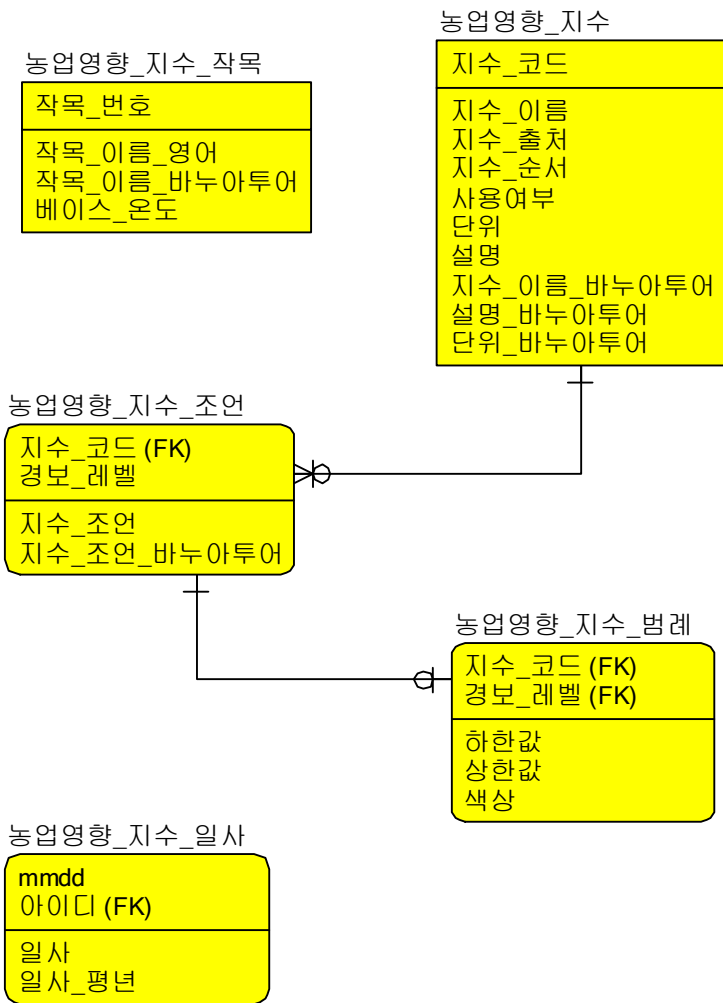 농업영향_지수_작목
작목_번호
작목_이름_영어
작목_이름_바누아투어
베이스_온도
농업영향_지수
지수_코드
지수_이름
지수_출처
지수_순서
사용여부
단위
설명
지수_이름_바누아투어
설명_바누아투어
단위_바누아투어
농업영향_지수_조언
지수_코드 (FK)
경보_레벨
지수_조언
지수_조언_바누아투어
농업영향_지수_범례
지수_코드 (FK)
경보_레벨 (FK)
하한값
상한값
색상
농업영향_지수_일사
mmdd
아이디 (FK)
일사
일사_평년